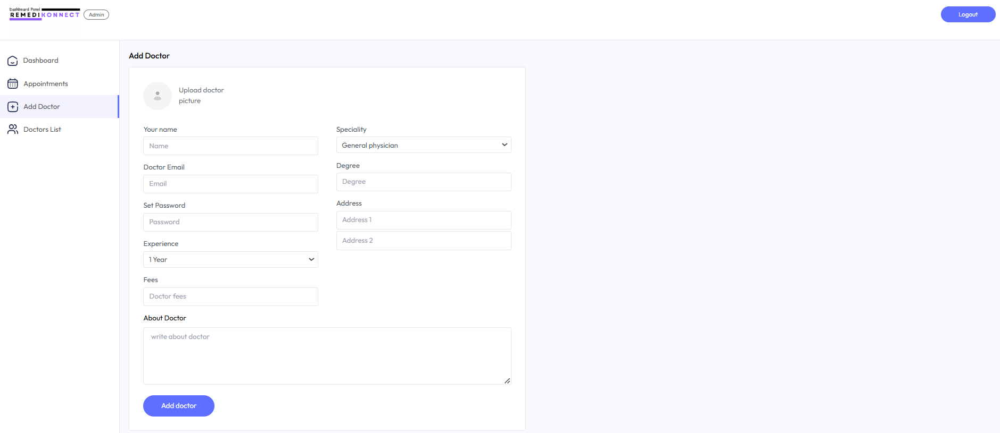 Dashboard Panel
REMEDIKONNECT
Admin
Logout
Dashboard
Appointments
Add Doctor
Doctors List
Add Doctor
Upload doctor
picture
Your name
Name
Doctor Email
Email
Set Password
Password
Experience
1 Year
Fees
Doctor fees
Speciality
General physician
Degree
Degree
Address
Address 1
Address 2
About Doctor
write about doctor
Add doctor